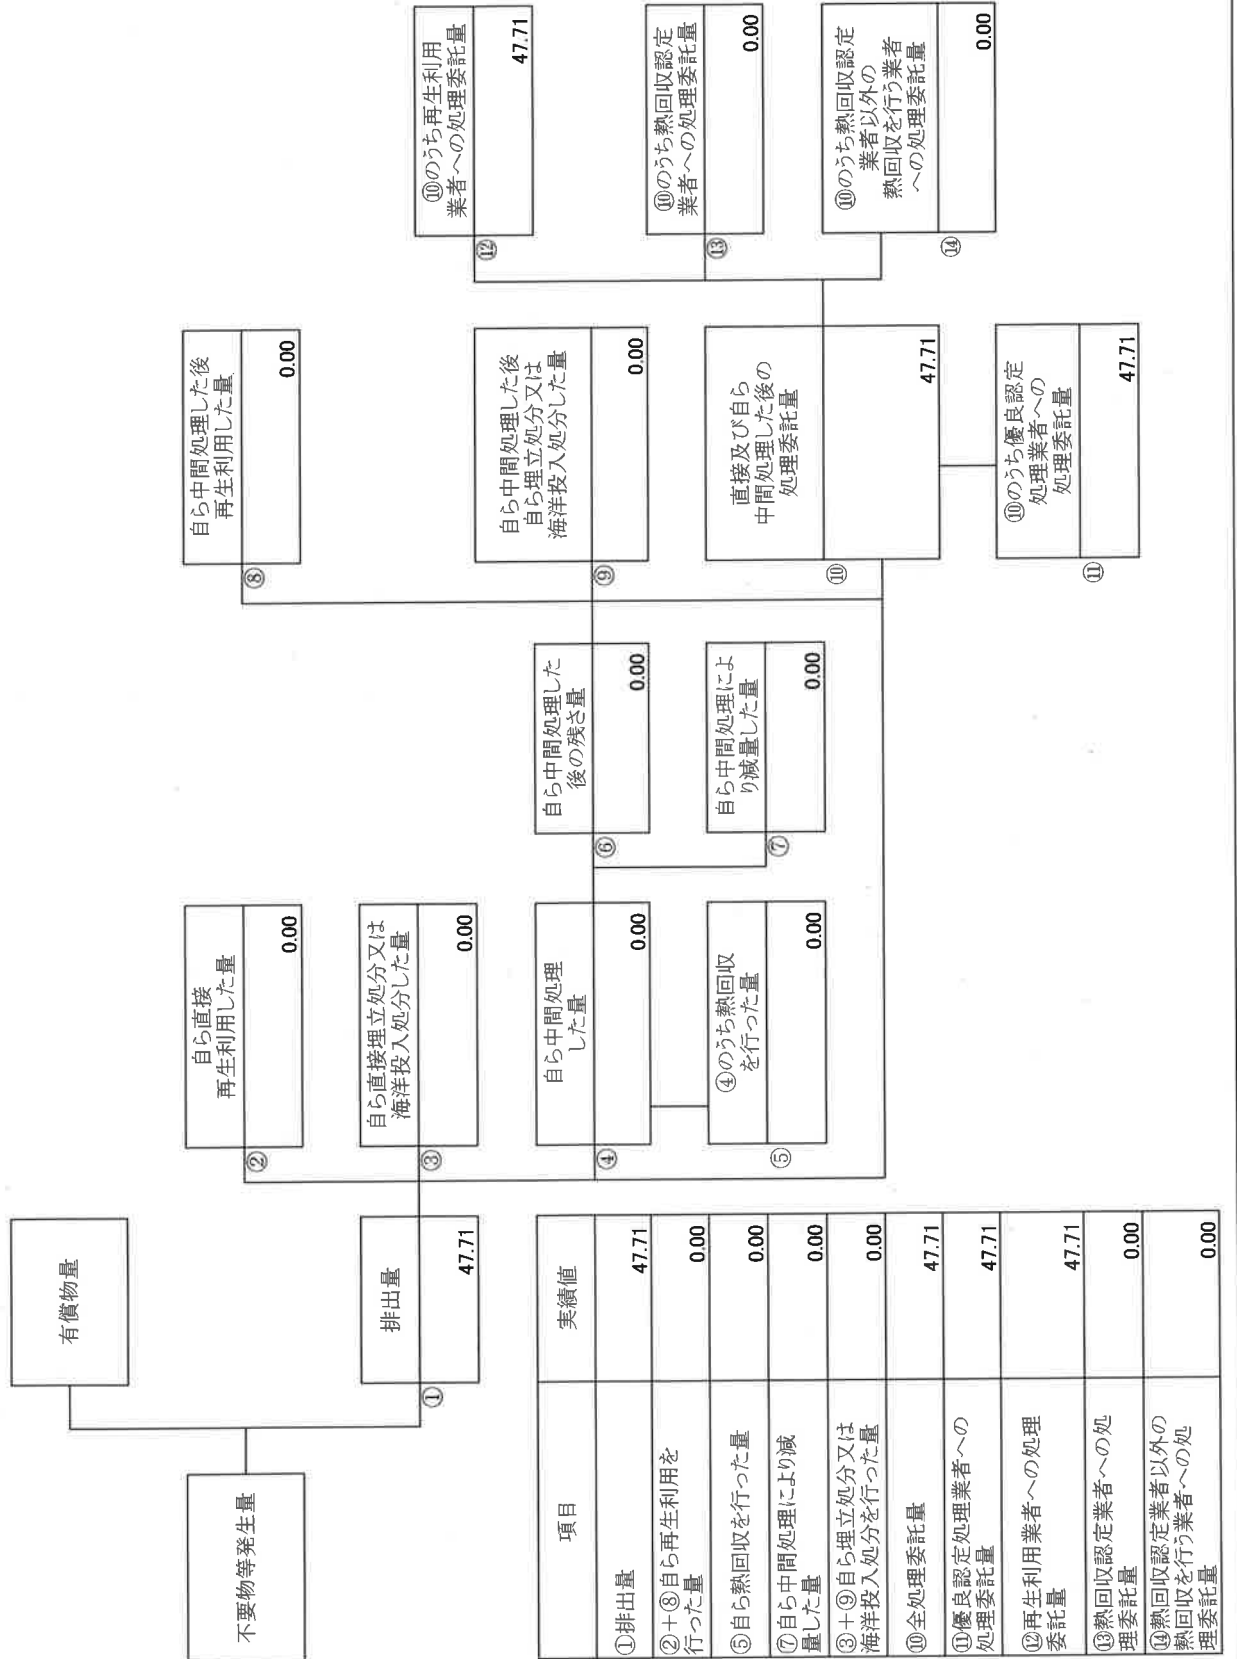 不要物等発生量
有償物量
排出量
①
47.71
自ら直接
再生利用した量
②
0.00
自ら直接埋立処分又は
海洋投入処分した量
③
0.00
自ら中間処理
した量
④
0.00
④のうち熱回収
を行った量
⑤
0.00
自ら中間処理した
後の残さ量
⑥
0.00
自ら中間処理によ
り減量した量
⑦
0.00
自ら中間処理した後
再生利用した量
⑧
0.00
自ら中間処理した後
自ら埋立処分又は
海洋投入処分した量
⑨
0.00
直接及び自ら
中間処理した後の
処理委託量
⑩
47.71
⑩のうち優良認定
処理業者への
処理委託量
⑪
47.71
⑩のうち再生利用
業者への処理委託量
⑫
47.71
⑩のうち熱回収認定
業者への処理委託量
⑬
0.00
⑩のうち熱回収認定
業者以外の
熱回収を行う業者
への処理委託量
⑭
0.00
項目 実績値
①排出量 47.71
②+⑧自ら再生利用を
行った量 0.00
⑤自ら熱回収を行った量 0.00
⑦自ら中間処理により減
量した量 0.00
③+⑨自ら埋立処分又は
海洋投入処分を行った量 0.00
⑩全処理委託量 47.71
⑪優良認定処理業者への
処理委託量 47.71
⑫再生利用業者への処理
委託量 47.71
⑬熱回収認定業者への処
理委託量 0.00
⑭熱回収認定業者以外の
熱回収を行う業者への処
理委託量 0.00